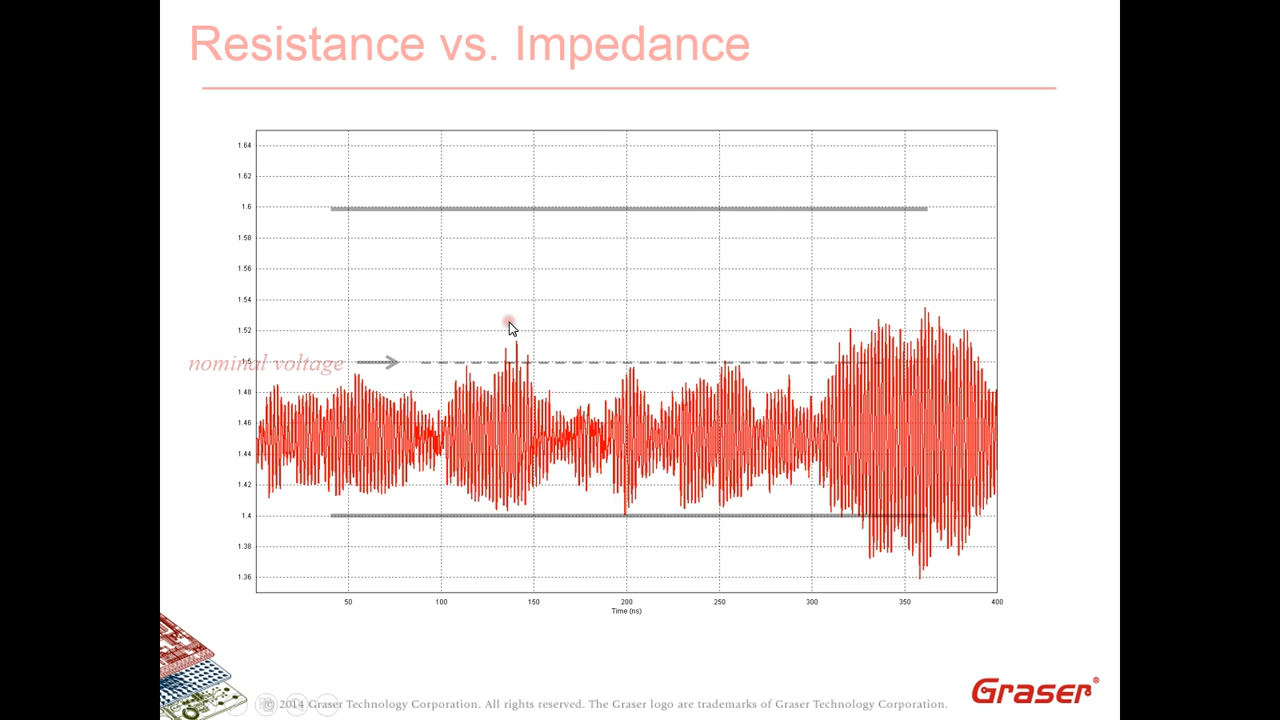 Resistance vs. Impedance
1.64
1.62
1.6
1.58
1.56
1.54
1.52
nominal voltage
1.5
1.48
1.46
1.44
1.42
1.4
1.38
1.36
50 100 150 200 250 300 350 400
Time (ns)
© 2014 Graser Technology Corporation. All rights reserved. The Graser logo are trademarks of Graser Technology Corporation.
Graser®